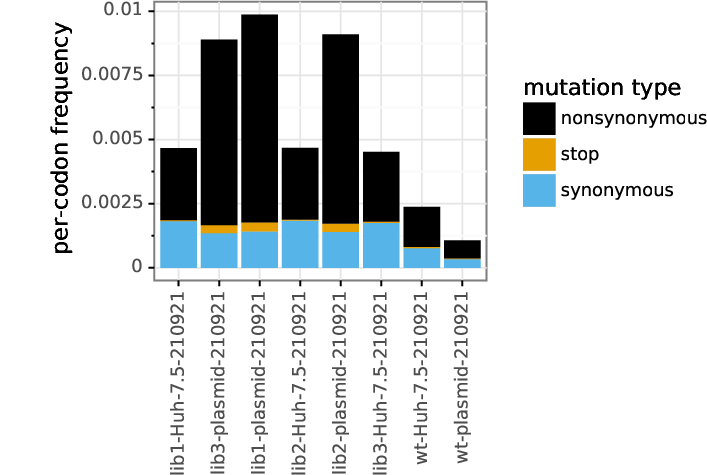 0.01
0.0075
0.005
0.0025
0
per-codon frequency
mutation type
nonsynonymous
stop
synonymous
lib1-Huh-7.5-210921
lib3-plasmid-210921
lib1-plasmid-210921
lib2-Huh-7.5-210921
lib2-plasmid-210921
lib3-Huh-7.5-210921
wt-Huh-7.5-210921
wt-plasmid-210921